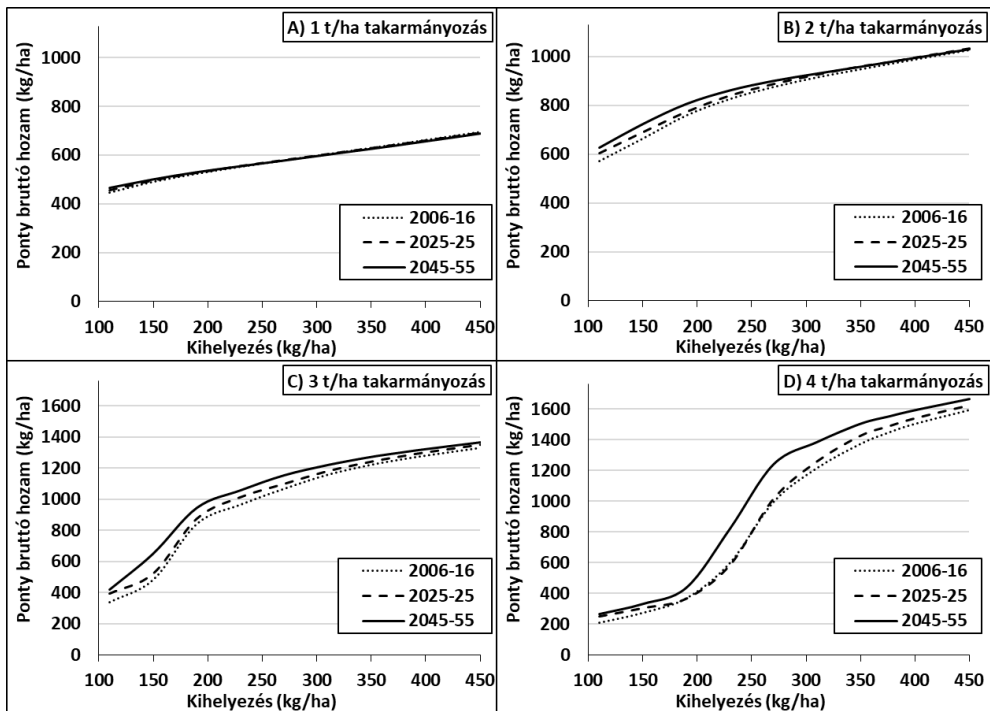 A) 1 t/ha takarmányozás
Ponty bruttó hozam (kg/ha)
1000
800
600
400
200
0
2006-16
2025-25
2045-55
100 150 200 250 300 350 400 450
Kihelyezés (kg/ha)
B) 2 t/ha takarmányozás
Ponty bruttó hozam (kg/ha)
1000
800
600
400
200
0
2006-16
2025-25
2045-55
100 150 200 250 300 350 400 450
Kihelyezés (kg/ha)
C) 3 t/ha takarmányozás
Ponty bruttó hozam (kg/ha)
1600
1400
1200
1000
800
600
400
200
0
2006-16
2025-25
2045-55
100 150 200 250 300 350 400 450
Kihelyezés (kg/ha)
D) 4 t/ha takarmányozás
Ponty bruttó hozam (kg/ha)
1600
1400
1200
1000
800
600
400
200
0
2006-16
2025-25
2045-55
100 150 200 250 300 350 400 450
Kihelyezés (kg/ha)